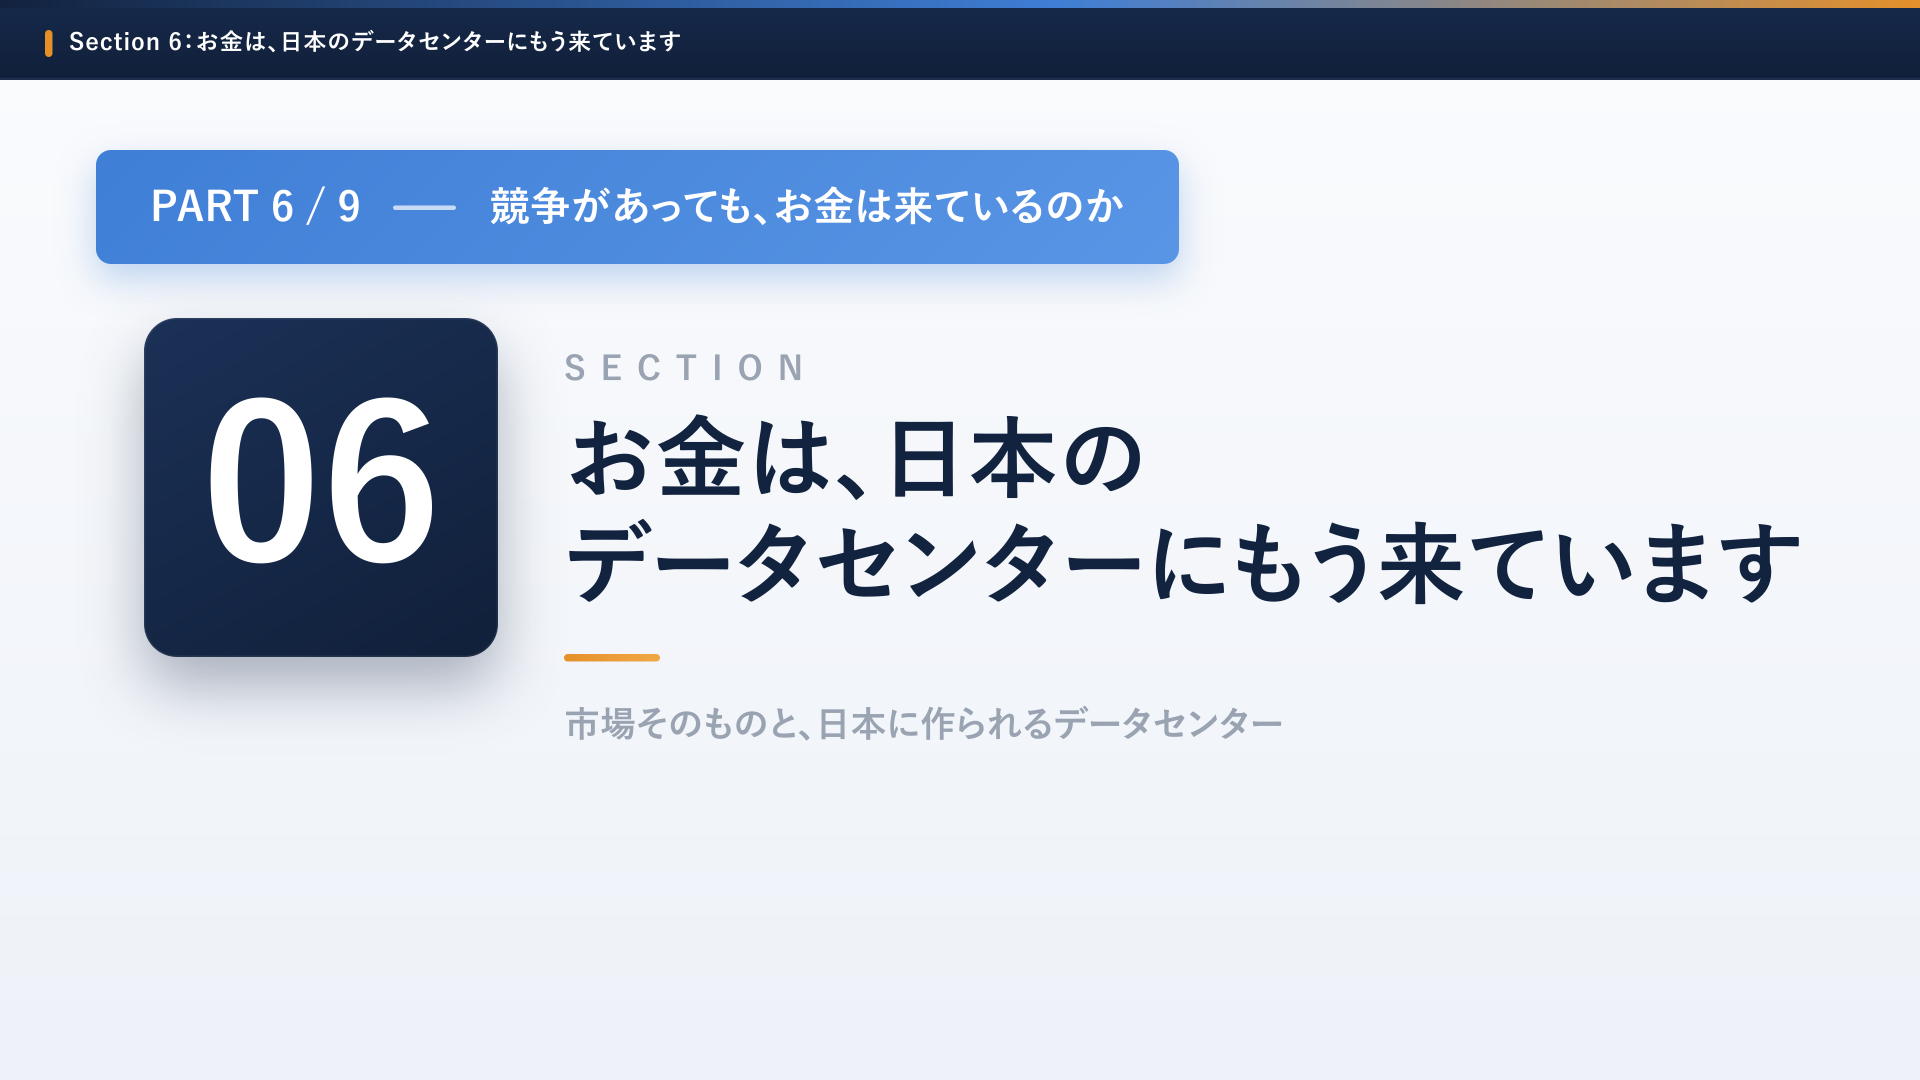 Section 6：お金は、日本のデータセンターにもう来ています
PART 6 / 9 — 競争があっても、お金は来ているのか
06
SECTION
お金は、日本の
データセンターにもう来ています
市場そのものと、日本に作られるデータセンター